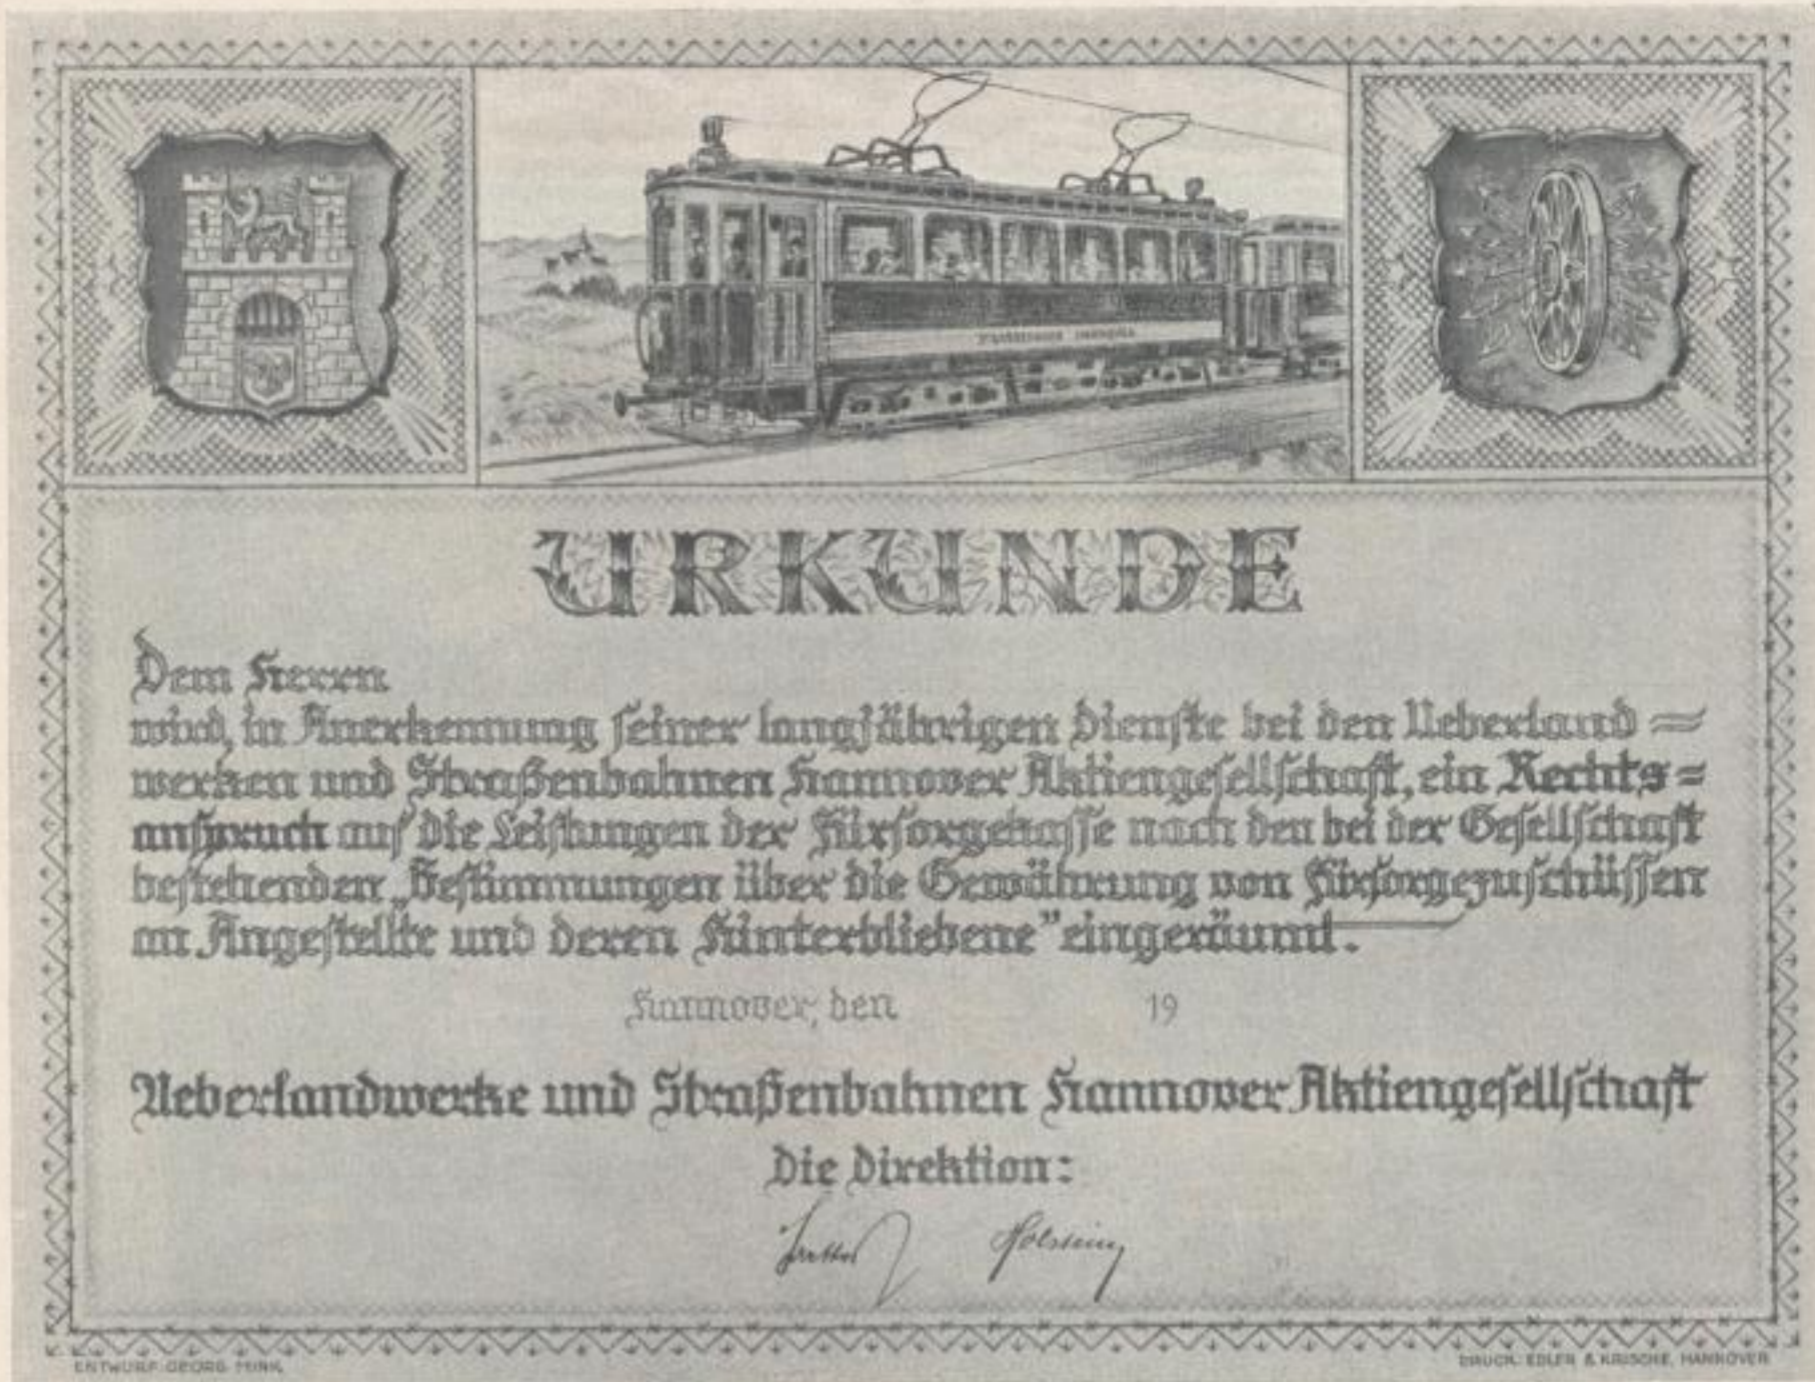 STRASSENBAHN HANNOVER
URKUNDE
Dem Herrn
wird, in Anerkennung seiner langjährigen Dienste bei den Ueberland=
werken und Straßenbahnen Hannover Aktiengesellschaft, ein Rechts=
anspruch auf die Leistungen der Fürsorgekasse nach den bei der Gesellschaft
bestehenden „Bestimmungen über die Gewährung von Fürsorgezuschüssen
an Angestellte und deren Hinterbliebene” eingeräumt.
Hannover, den 19
Ueberlandwerke und Straßenbahnen Hannover Aktiengesellschaft
Die Direktion:
Holstein
ENTWURF: GEORG
DRUCK: EDLER & KRISCHE, HANNOVER